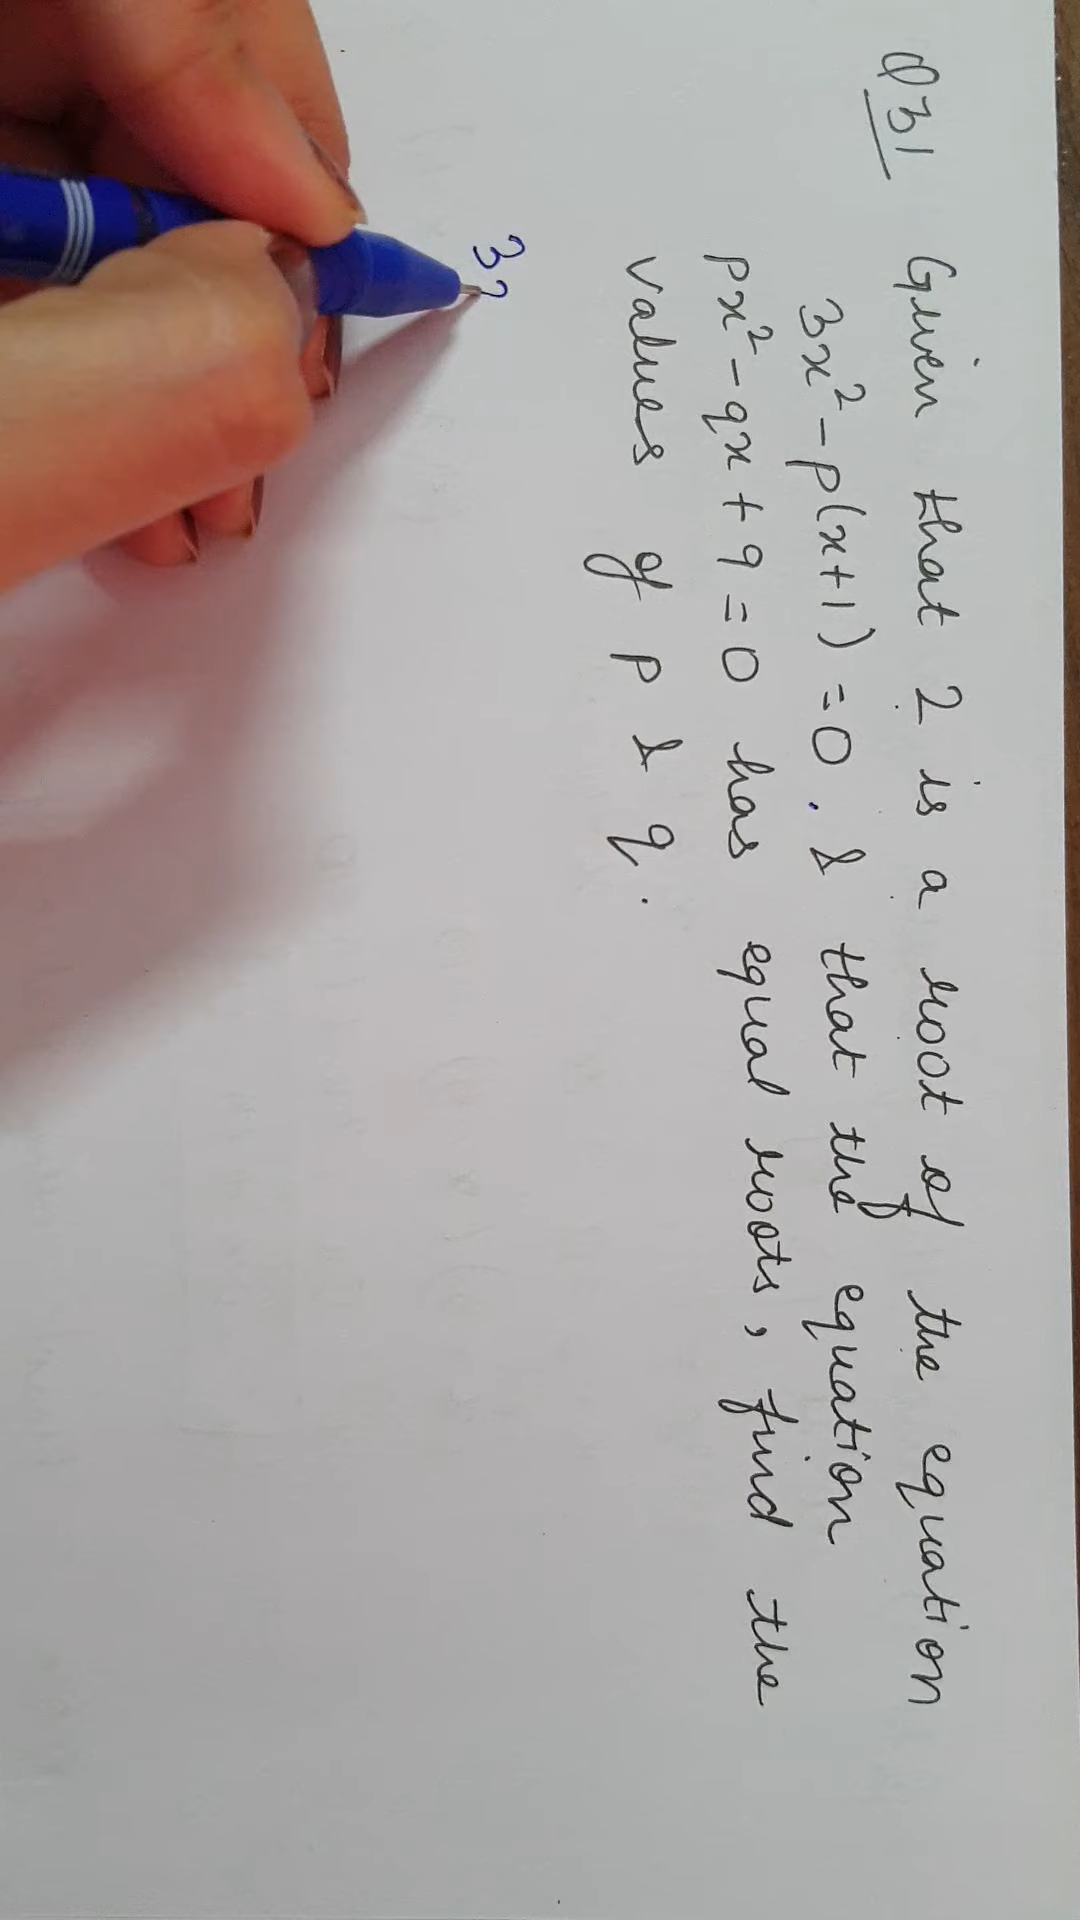 Q31 Given that 2 is a root of the equation
3x² - p(x+1) = 0. & that the equation
px² - qx + 9 = 0 has equal roots, find the
values of p & q.
3